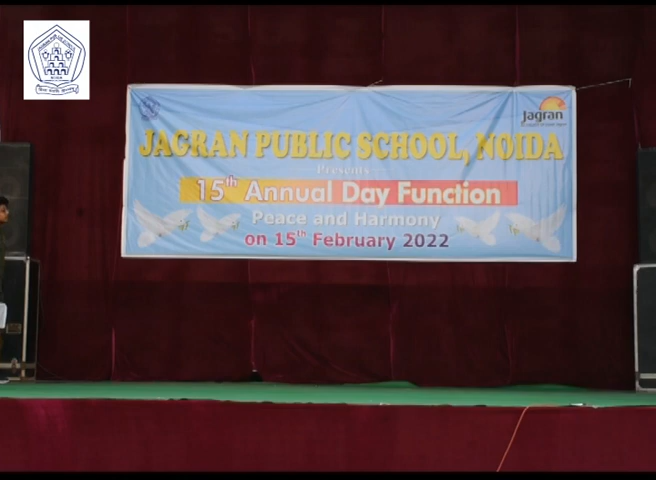 Jagran
JAGRAN PUBLIC SCHOOL, NOIDA
Presents
15th Annual Day Function
Peace and Harmony
on 15th February 2022